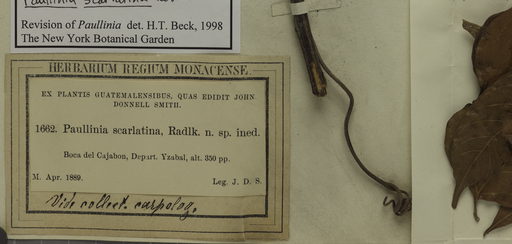 Paullinia scarlatina
Revision of Paullinia det. H.T. Beck, 1998
The New York Botanical Garden
HERBARIUM REGIUM MONACENSE.
EX PLANTIS GUATEMALENSIBUS, QUAS EDIDIT JOHN
DONNELL SMITH.
1662. Paullinia scarlatina, Radlk. n. sp. ined.
Boca del Cajabon, Depart. Yzabal, alt. 350 pp.
M. Apr. 1889. Leg. J. D. S.
Vide collect. carpolog.